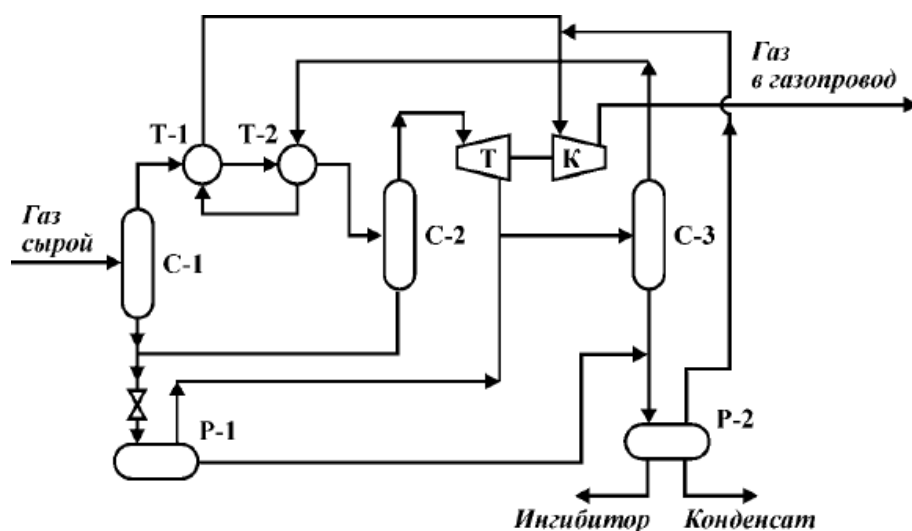 Газ
в газопровод
Т-1
Т-2
Т
К
Газ
сырой
С-1
С-2
С-3
Р-1
Р-2
Ингибитор
Конденсат